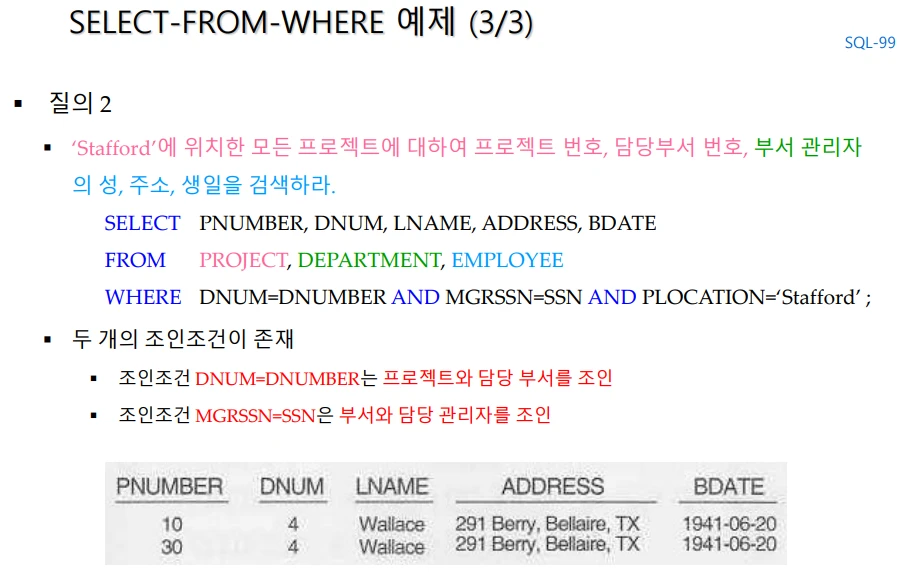 SELECT-FROM-WHERE 예제 (3/3)
SQL-99
▪ 질의 2
▪ ‘Stafford’에 위치한 모든 프로젝트에 대하여 프로젝트 번호, 담당부서 번호, 부서 관리자
의 성, 주소, 생일을 검색하라.
SELECT PNUMBER, DNUM, LNAME, ADDRESS, BDATE
FROM PROJECT, DEPARTMENT, EMPLOYEE
WHERE DNUM=DNUMBER AND MGRSSN=SSN AND PLOCATION=‘Stafford’ ;
▪ 두 개의 조인조건이 존재
▪ 조인조건 DNUM=DNUMBER는 프로젝트와 담당 부서를 조인
▪ 조인조건 MGRSSN=SSN은 부서와 담당 관리자를 조인
PNUMBER DNUM LNAME ADDRESS BDATE
10 4 Wallace 291 Berry, Bellaire, TX 1941-06-20
30 4 Wallace 291 Berry, Bellaire, TX 1941-06-20